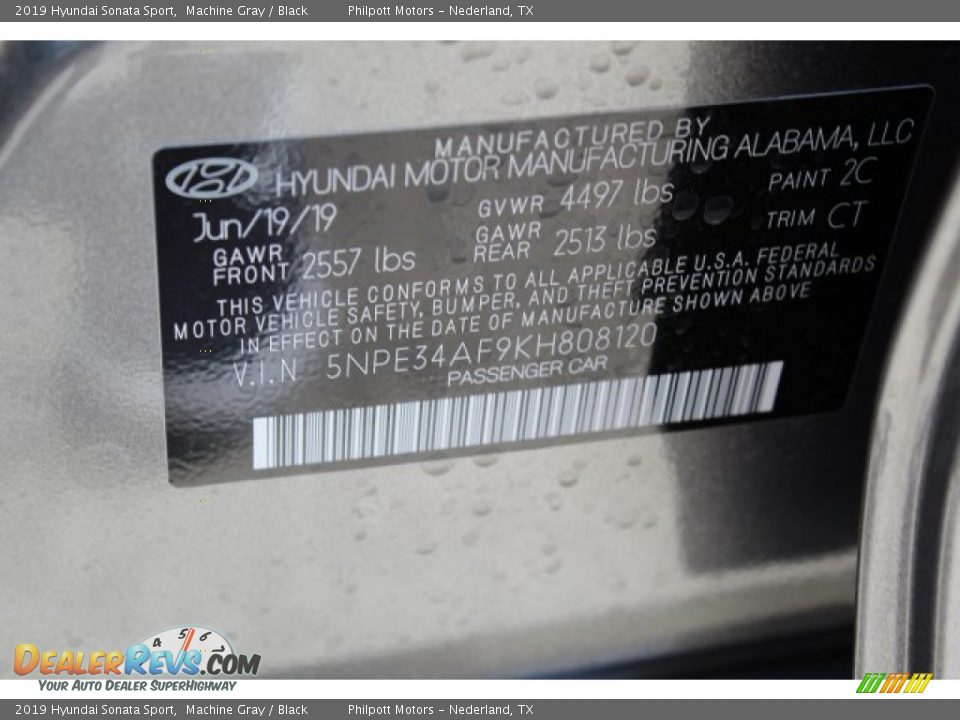 2019 Hyundai Sonata Sport, Machine Gray / Black Philpott Motors - Nederland, TX
MANUFACTURED BY
HYUNDAI MOTOR MANUFACTURING ALABAMA, LLC
Jun/19/19 GVWR 4497 lbs PAINT 2C
GAWR FRONT 2557 lbs GAWR REAR 2513 lbs TRIM CT
THIS VEHICLE CONFORMS TO ALL APPLICABLE U.S.A. FEDERAL
MOTOR VEHICLE SAFETY, BUMPER, AND THEFT PREVENTION STANDARDS
IN EFFECT ON THE DATE OF MANUFACTURE SHOWN ABOVE
V.I.N 5NPE34AF9KH808120
PASSENGER CAR
4 5 6
DEALERREVS.COM
YOUR AUTO DEALER SUPERHIGHWAY
2019 Hyundai Sonata Sport, Machine Gray / Black Philpott Motors - Nederland, TX